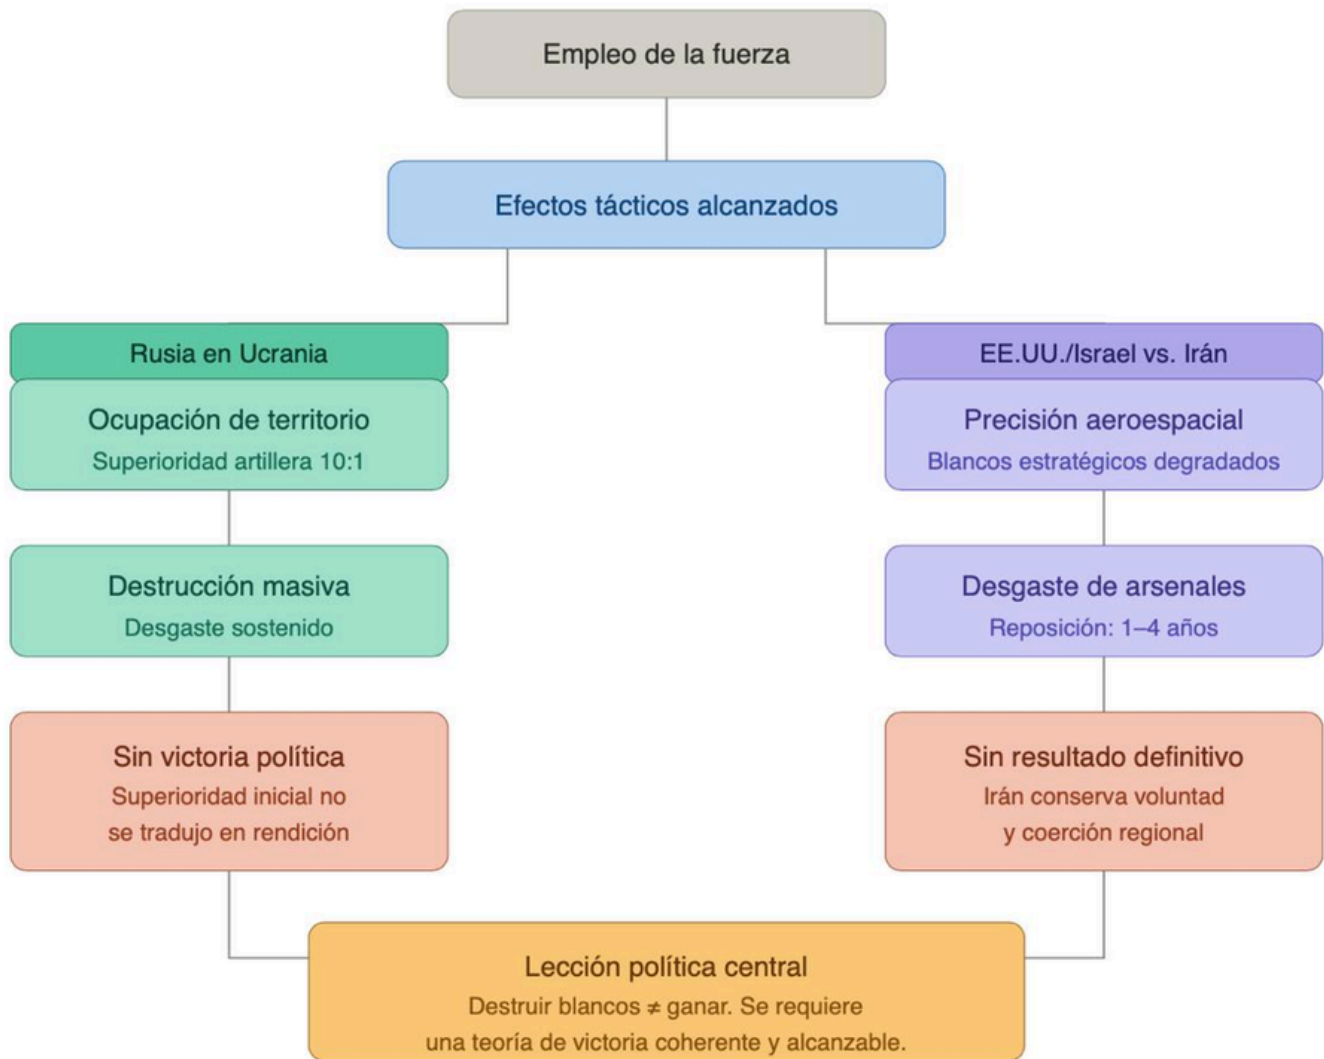 Empleo de la fuerza
Efectos tácticos alcanzados
Rusia en Ucrania
Ocupación de territorio
Superioridad artillera 10:1
Destrucción masiva
Desgaste sostenido
Sin victoria política
Superioridad inicial no
se tradujo en rendición
EE.UU./Israel vs. Irán
Precisión aeroespacial
Blancos estratégicos degradados
Desgaste de arsenales
Reposición: 1–4 años
Sin resultado definitivo
Irán conserva voluntad
y coerción regional
Lección política central
Destruir blancos ≠ ganar. Se requiere
una teoría de victoria coherente y alcanzable.